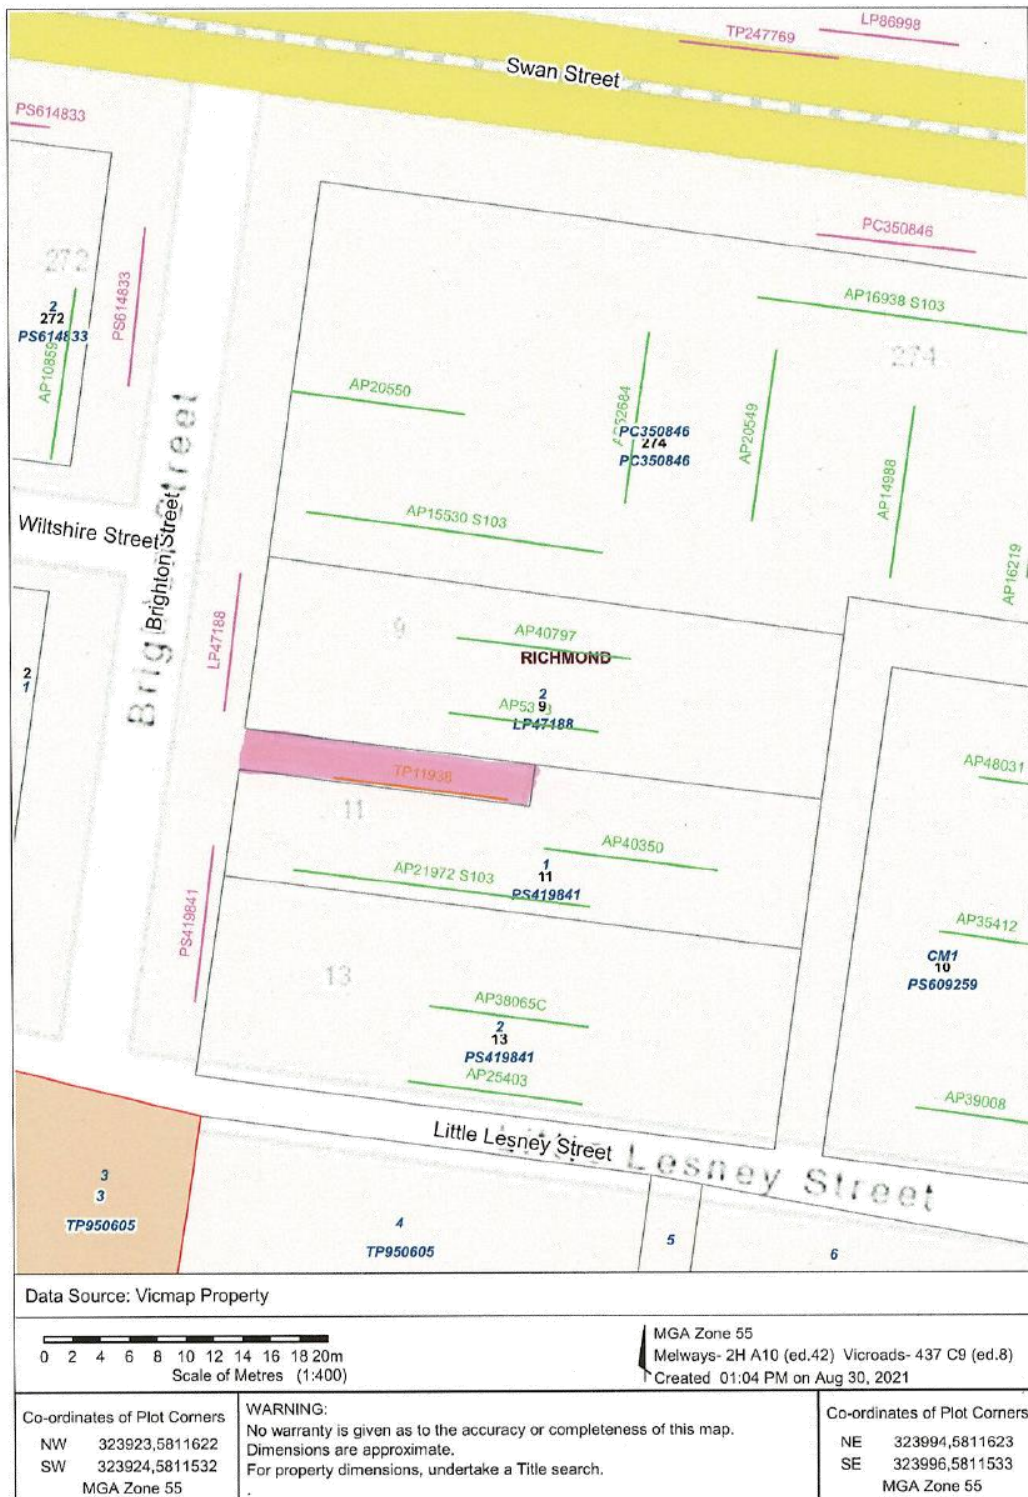 LP86998
TP247769
Swan Street
PS614833
PC350846
272
PS614833
2
272
PS614833
AP10859
AP16938 S103
274
AP20550
AP20549
PC350846
274
PC350846
AP14988
AP15530 S103
Wiltshire Street
Brighton Street
AP16219
LP47188
9
AP40797
RICHMOND
2
1
2
9
LP47188
AP48031
TP11938
11
AP40350
AP21972 S103
1
11
PS419841
PS419841
AP35412
CM1
10
PS609259
13
AP38065C
2
13
PS419841
AP25403
AP39008
Little Lesney Street
Lesney Street
3
3
TP950605
4
TP950605
5
6
Data Source: Vicmap Property
0 2 4 6 8 10 12 14 16 18 20m
Scale of Metres (1:400)
MGA Zone 55
Melways- 2H A10 (ed.42) Vicroads- 437 C9 (ed.8)
Created 01:04 PM on Aug 30, 2021
Co-ordinates of Plot Corners
NW 323923,5811622
SW 323924,5811532
MGA Zone 55
WARNING:
No warranty is given as to the accuracy or completeness of this map.
Dimensions are approximate.
For property dimensions, undertake a Title search.
Co-ordinates of Plot Corners
NE 323994,5811623
SE 323996,5811533
MGA Zone 55